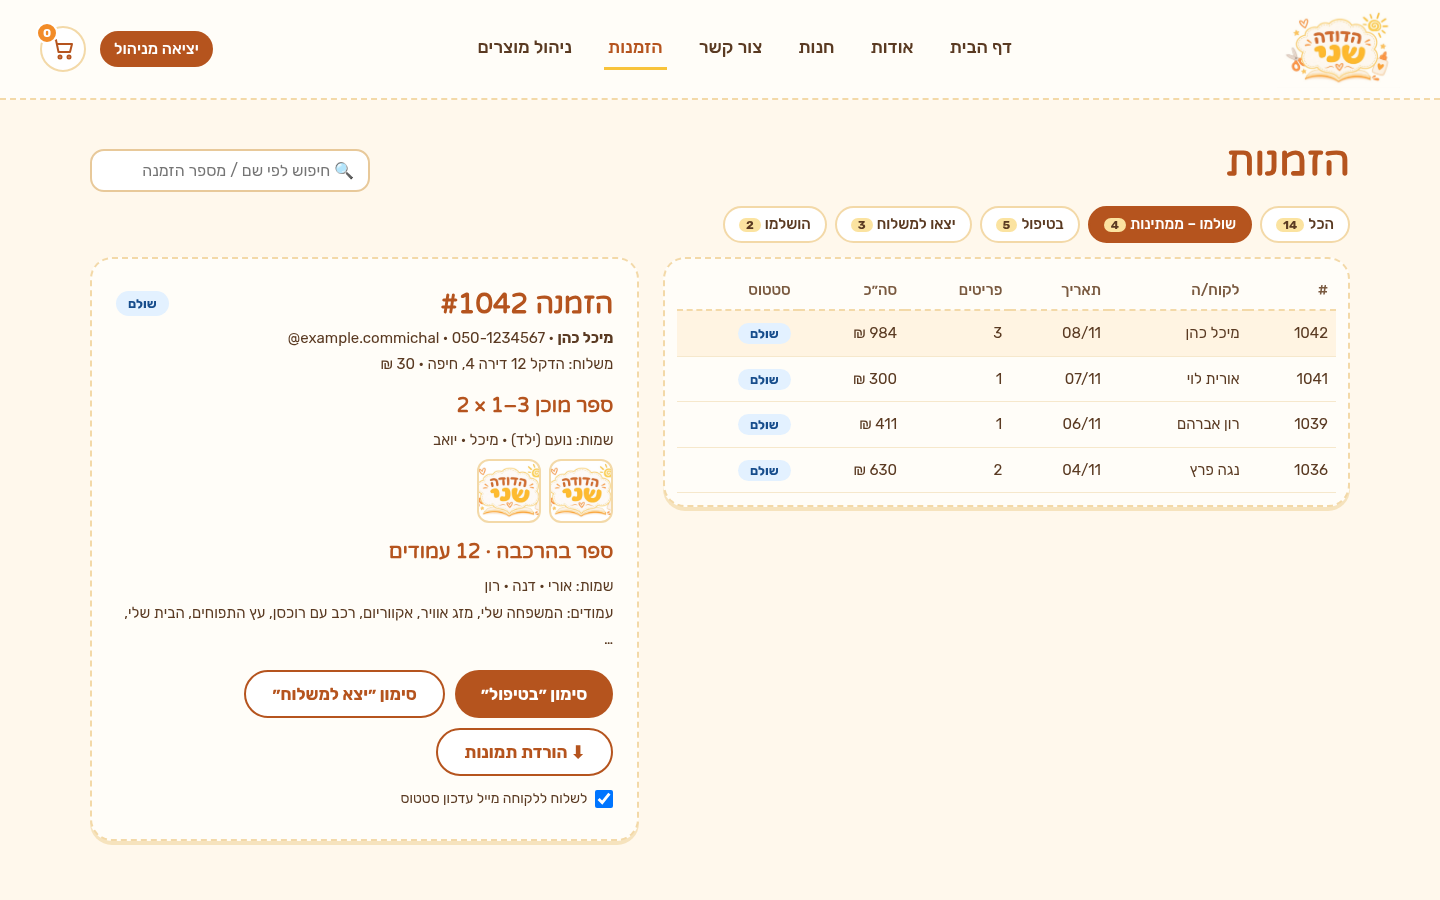 הדודה
שני
דף הבית
אודות
חנות
צור קשר
הזמנות
ניהול מוצרים
יציאה מניהול
0
הזמנות
🔍 חיפוש לפי שם / מספר הזמנה
הכל 14
שולמו – ממתינות 4
בטיפול 5
יצאו למשלוח 3
הושלמו 2
# לקוח/ה תאריך פריטים סה״כ סטטוס
1042 מיכל כהן 08/11 3 984 ₪ שולם
1041 אורית לוי 07/11 1 300 ₪ שולם
1039 רון אברהם 06/11 1 411 ₪ שולם
1036 נגה פרץ 04/11 2 630 ₪ שולם
הזמנה #1042
שולם
מיכל כהן • 050-1234567 • @example.commichal
משלוח: הדקל 12 דירה 4, חיפה • 30 ₪
ספר מוכן 1–3 × 2
שמות: נועם (ילד) • מיכל • יואב
הדודה
שני
הדודה
שני
ספר בהרכבה · 12 עמודים
שמות: אורי • דנה • רון
עמודים: המשפחה שלי, מזג אוויר, אקווריום, רכב עם רוכסן, עץ התפוחים, הבית שלי,
...
סימון ״בטיפול״
סימון ״יצא למשלוח״
⬇ הורדת תמונות
לשלוח ללקוחה מייל עדכון סטטוס